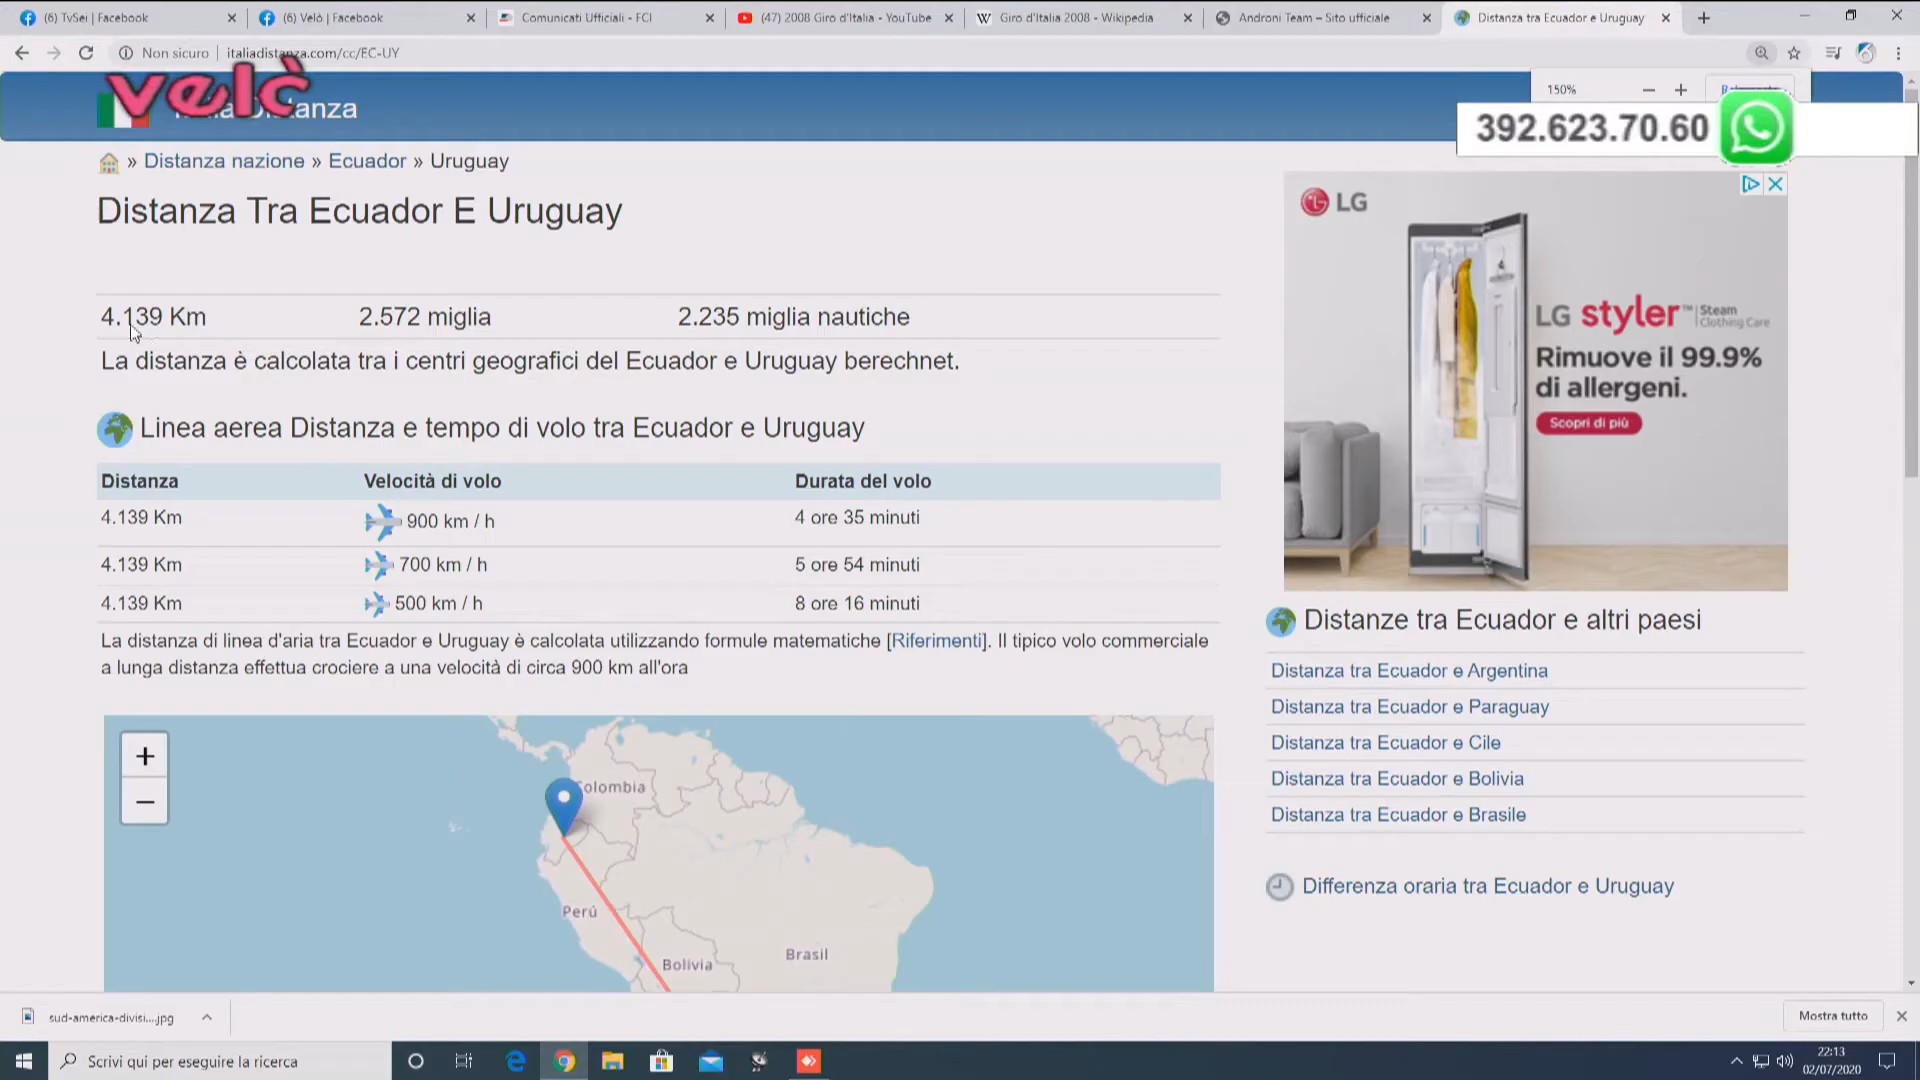 (6) TvSei | Facebook
(6) Velò | Facebook
Comunicati Ufficiali - FCI
(47) 2008 Giro d'Italia - YouTube
Giro d'Italia 2008 - Wikipedia
Androni Team – Sito ufficiale
Distanza tra Ecuador e Uruguay
Non sicuro
italiadistanza.com/cc/EC-UY
velò
Distanza
150%
392.623.70.60
» Distanza nazione » Ecuador » Uruguay
Distanza Tra Ecuador E Uruguay
4.139 Km 2.572 miglia 2.235 miglia nautiche
La distanza è calcolata tra i centri geografici del Ecuador e Uruguay berechnet.
Linea aerea Distanza e tempo di volo tra Ecuador e Uruguay
Distanza Velocità di volo Durata del volo
4.139 Km 900 km / h 4 ore 35 minuti
4.139 Km 700 km / h 5 ore 54 minuti
4.139 Km 500 km / h 8 ore 16 minuti
La distanza di linea d'aria tra Ecuador e Uruguay è calcolata utilizzando formule matematiche [Riferimenti]. Il tipico volo commerciale
a lunga distanza effettua crociere a una velocità di circa 900 km all'ora
+
−
Colombia
Perú
Bolivia
Brasil
LG
LG styler™ Steam Clothing Care
Rimuove il 99.9%
di allergeni.
Scopri di più
Distanze tra Ecuador e altri paesi
Distanza tra Ecuador e Argentina
Distanza tra Ecuador e Paraguay
Distanza tra Ecuador e Cile
Distanza tra Ecuador e Bolivia
Distanza tra Ecuador e Brasile
Differenza oraria tra Ecuador e Uruguay
sud-america-divisi....jpg
Mostra tutto
Scrivi qui per eseguire la ricerca
22:13
02/07/2020